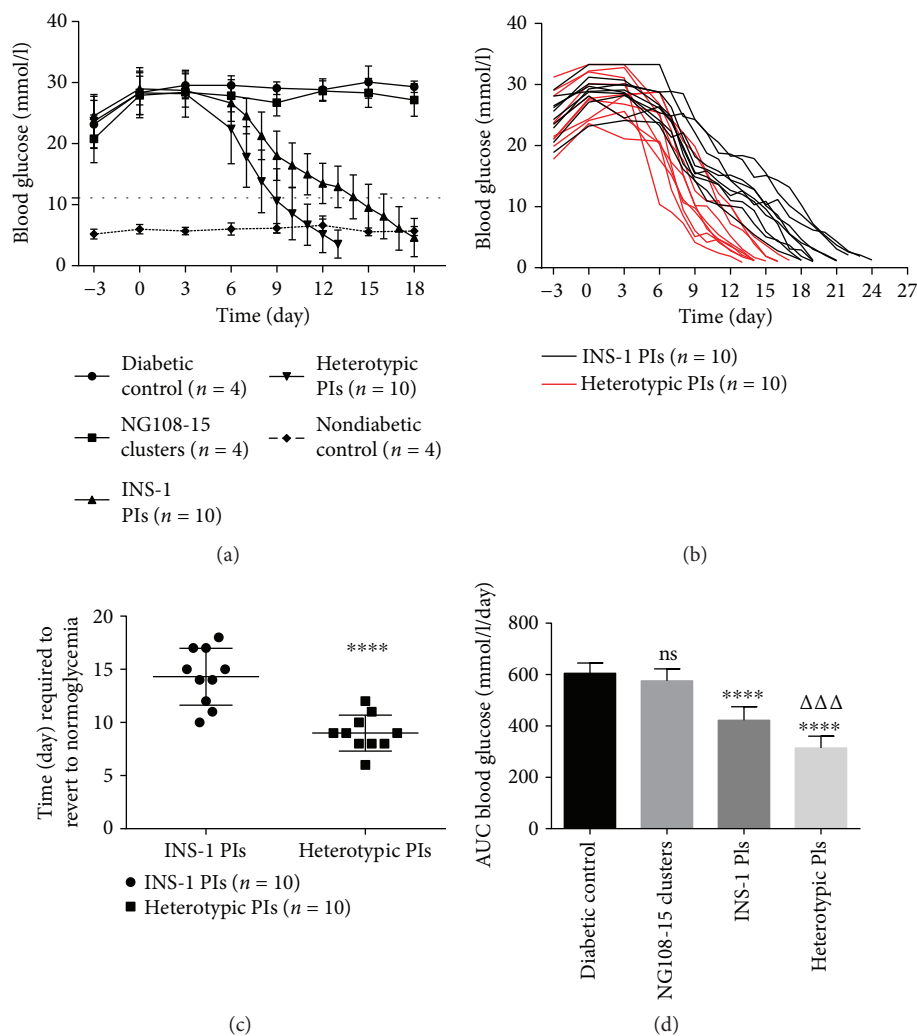 40
30
20
10
0
Blood glucose (mmol/l)
−3 0 3 6 9 12 15 18
Time (day)
Diabetic
control (n = 4)
NG108-15
clusters (n = 4)
INS-1
PIs (n = 10)
Heterotypic
PIs (n = 10)
Nondiabetic
control (n = 4)
(a)
40
30
20
10
0
Blood glucose (mmol/l)
−3 0 3 6 9 12 15 18 21 24 27
Time (day)
INS-1 PIs (n = 10)
Heterotypic PIs (n = 10)
(b)
20
15
10
5
0
Time (day) required to
revert to normoglycemia
****
INS-1 PIs Heterotypic PIs
INS-1 PIs (n = 10)
Heterotypic PIs (n = 10)
(c)
800
600
400
200
0
AUC blood glucose (mmol/l/day)
ns
****
ΔΔΔ
****
Diabetic control
NG108-15 clusters
INS-1 PIs
Heterotypic PIs
(d)